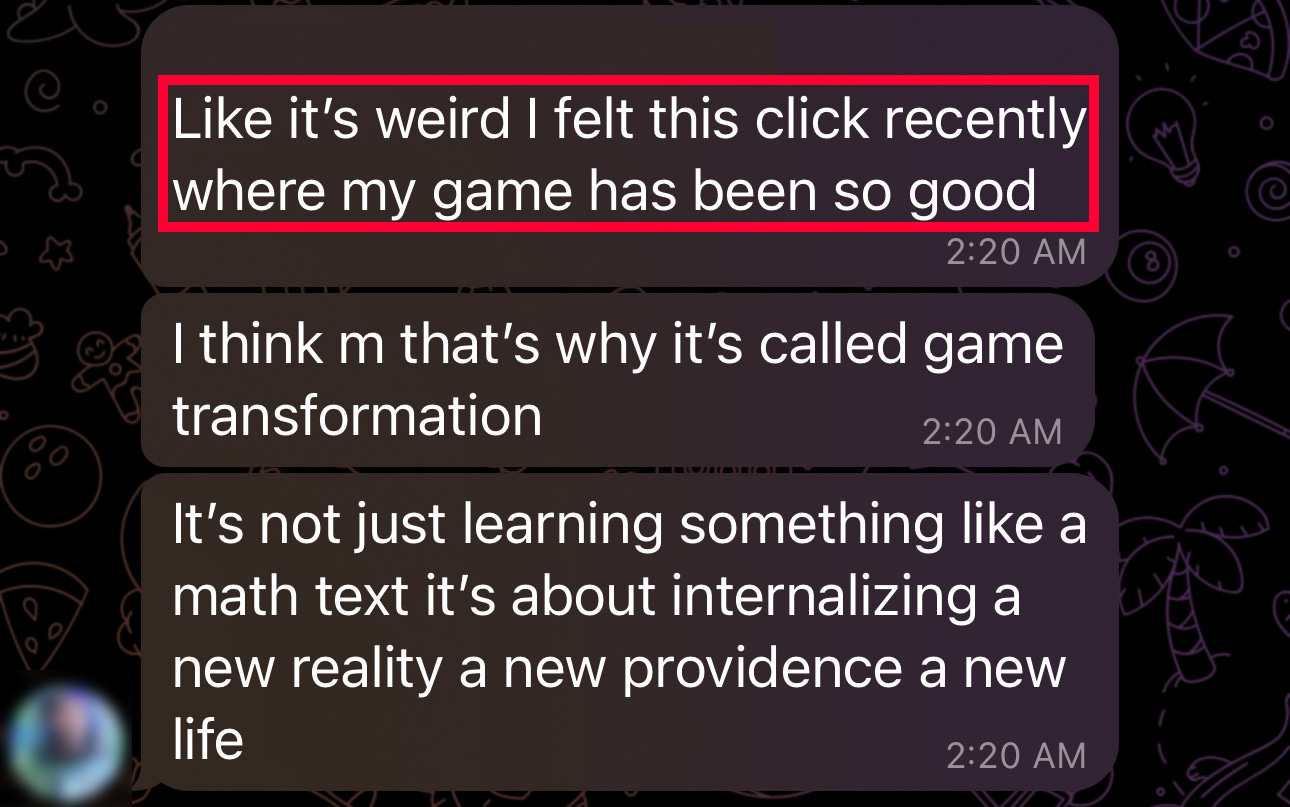 Like it’s weird I felt this click recently
where my game has been so good
2:20 AM
I think m that’s why it’s called game
transformation
2:20 AM
It’s not just learning something like a
math text it’s about internalizing a
new reality a new providence a new
life
2:20 AM